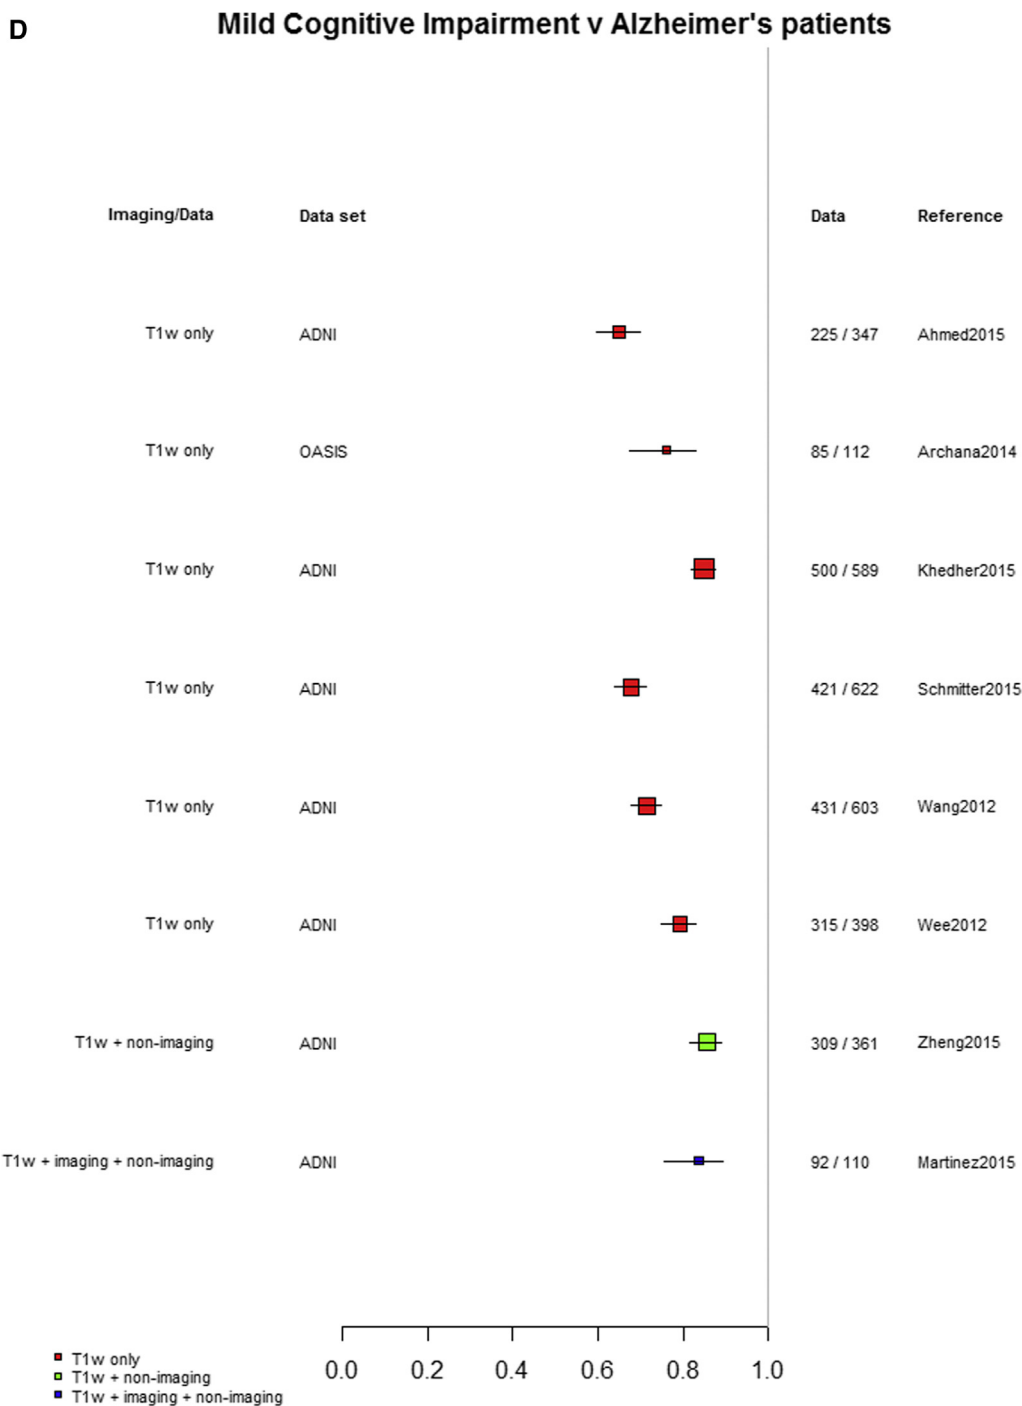 D
Mild Cognitive Impairment v Alzheimer's patients
Imaging/Data Data set Data Reference
T1w only ADNI 225 / 347 Ahmed2015
T1w only OASIS 85 / 112 Archana2014
T1w only ADNI 500 / 589 Khedher2015
T1w only ADNI 421 / 622 Schmitter2015
T1w only ADNI 431 / 603 Wang2012
T1w only ADNI 315 / 398 Wee2012
T1w + non-imaging ADNI 309 / 361 Zheng2015
T1w + imaging + non-imaging ADNI 92 / 110 Martinez2015
0.0 0.2 0.4 0.6 0.8 1.0
T1w only
T1w + non-imaging
T1w + imaging + non-imaging